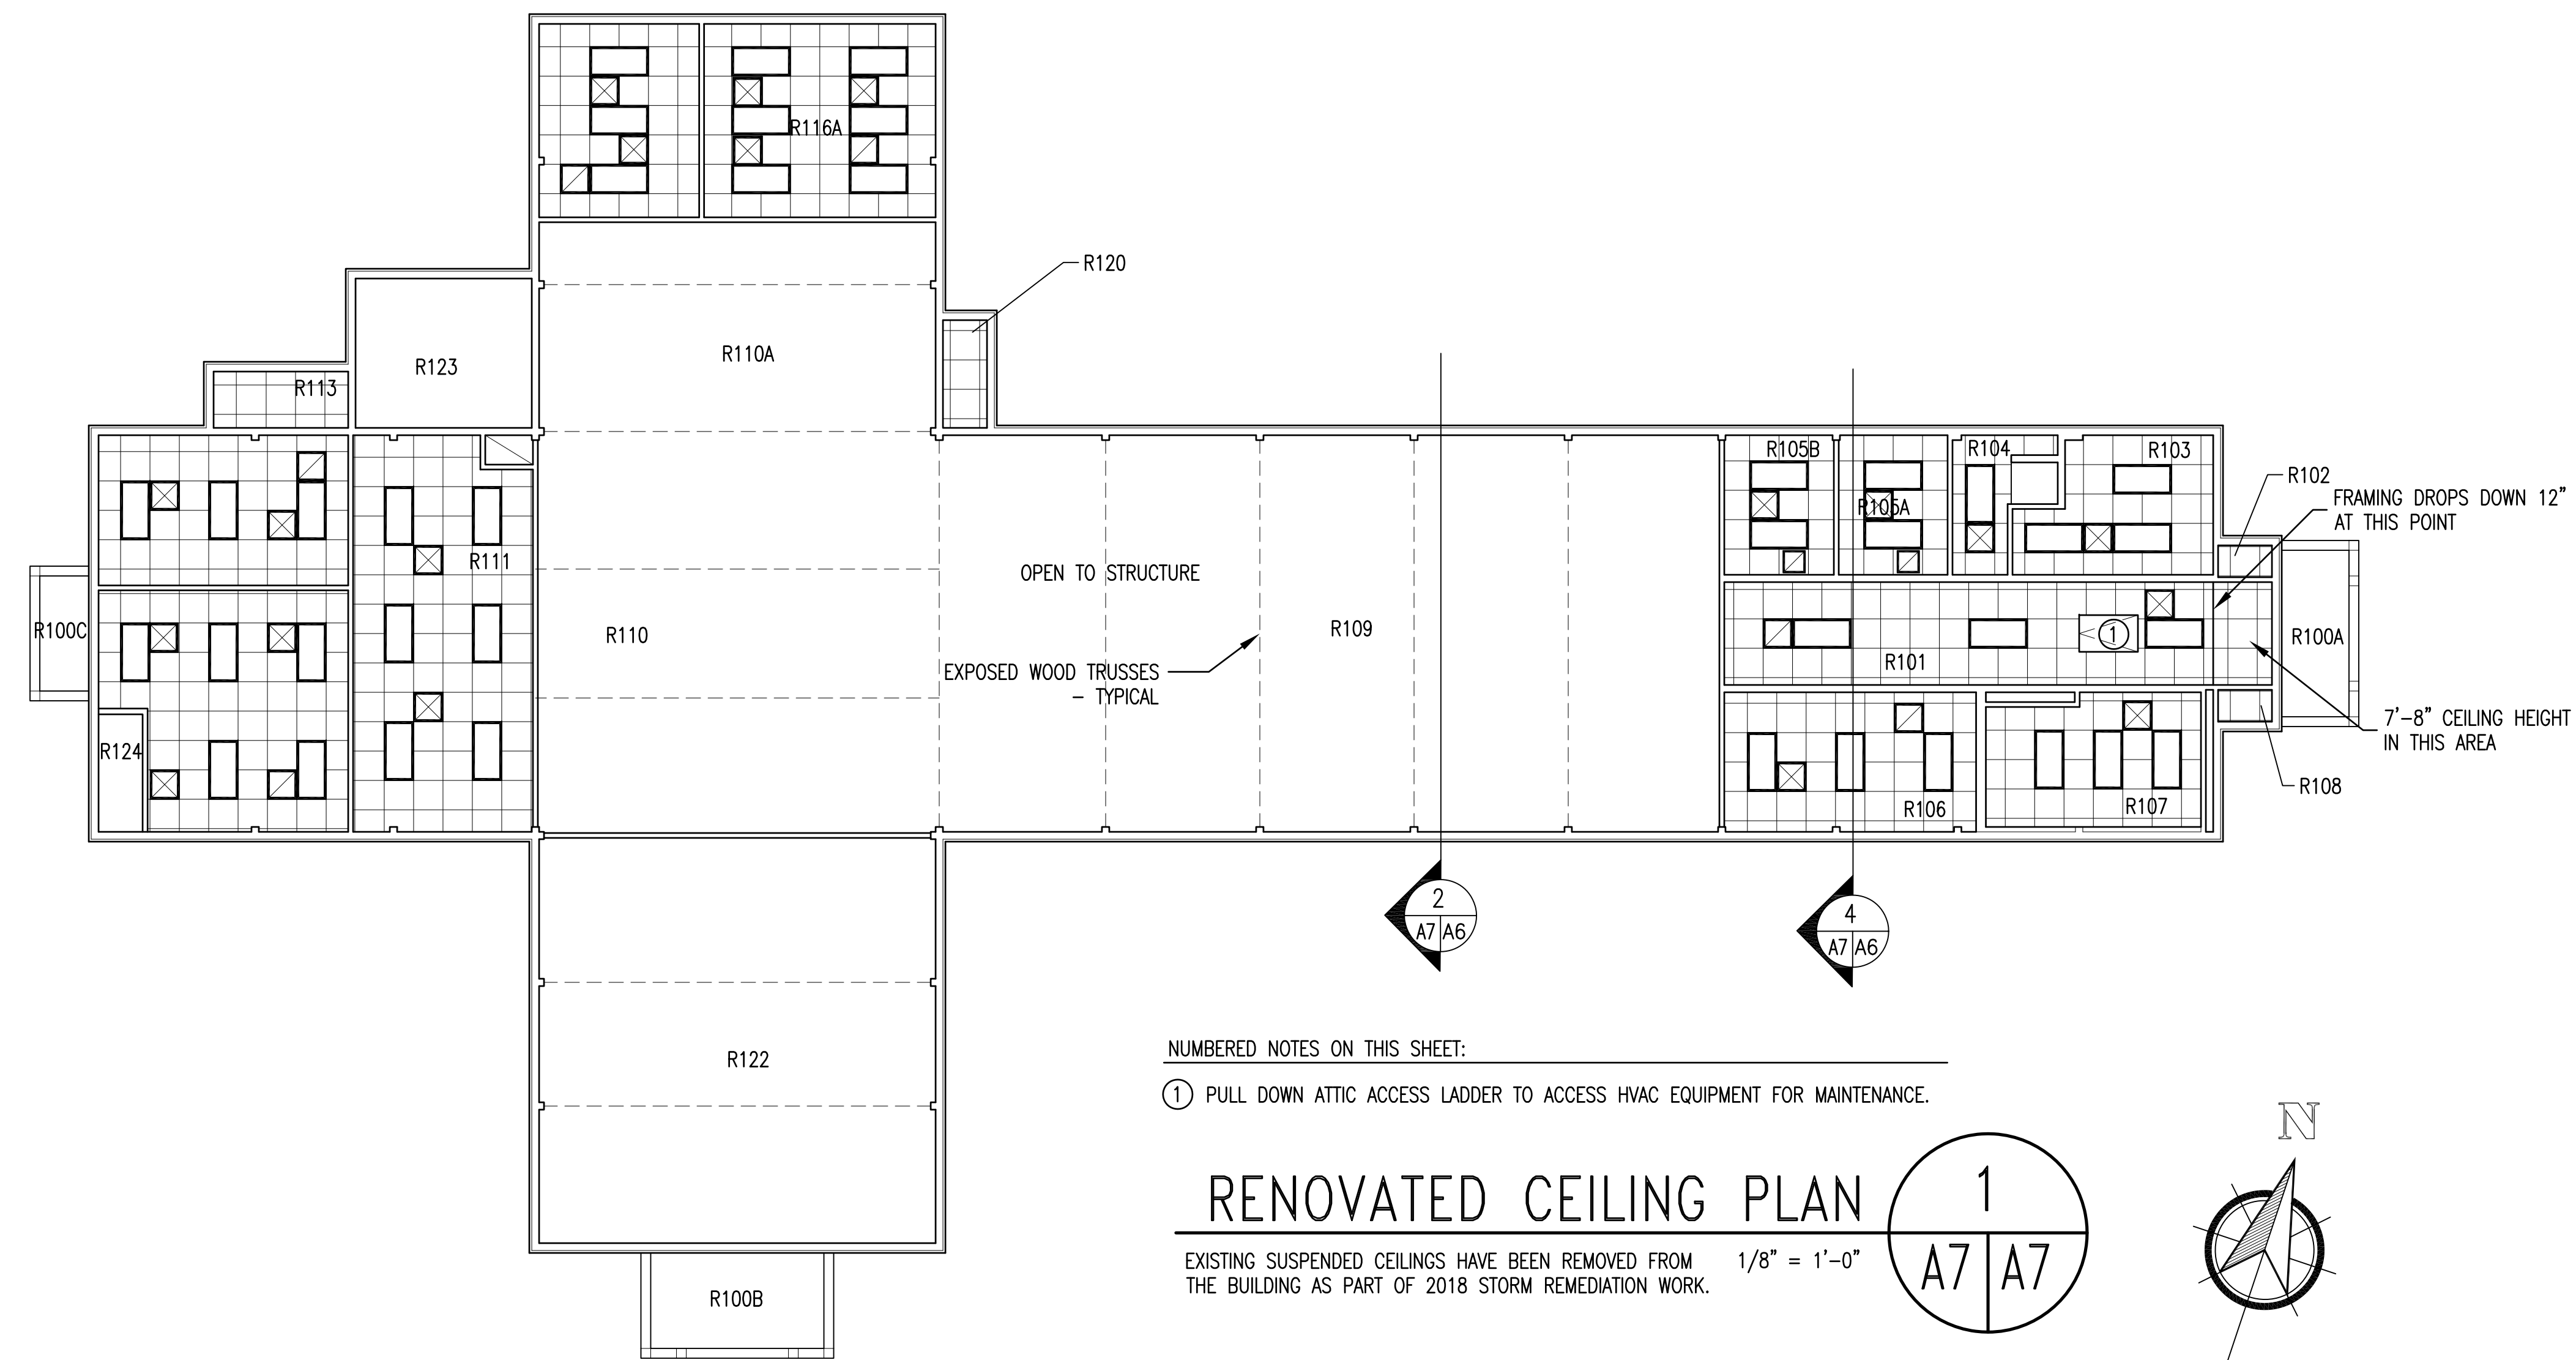 R116A
R120
R110A
R123
R113
R105B
R104
R103
R102
FRAMING DROPS DOWN 12"
AT THIS POINT
R105A
R111
OPEN TO STRUCTURE
R100C
R110
R109
1
R100A
R101
EXPOSED WOOD TRUSSES
- TYPICAL
7'-8" CEILING HEIGHT
IN THIS AREA
R124
R106
R107
R108
2
A7 A6
4
A7 A6
R122
NUMBERED NOTES ON THIS SHEET:
1 PULL DOWN ATTIC ACCESS LADDER TO ACCESS HVAC EQUIPMENT FOR MAINTENANCE.
N
RENOVATED CEILING PLAN
1
A7 A7
EXISTING SUSPENDED CEILINGS HAVE BEEN REMOVED FROM
THE BUILDING AS PART OF 2018 STORM REMEDIATION WORK.
1/8" = 1'-0"
R100B